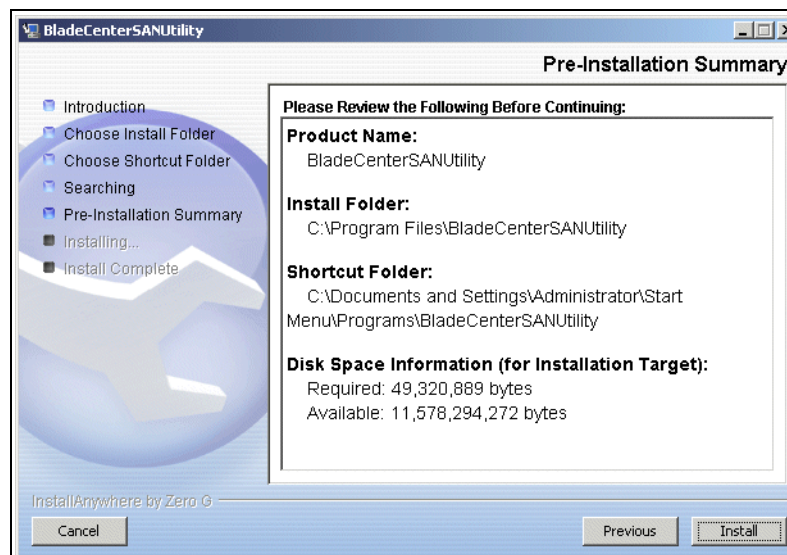 BladeCenterSANUtility
Pre-Installation Summary
Introduction
Choose Install Folder
Choose Shortcut Folder
Searching
Pre-Installation Summary
Installing...
Install Complete
Please Review the Following Before Continuing:
Product Name:
BladeCenterSANUtility
Install Folder:
C:\Program Files\BladeCenterSANUtility
Shortcut Folder:
C:\Documents and Settings\Administrator\Start
Menu\Programs\BladeCenterSANUtility
Disk Space Information (for Installation Target):
Required: 49,320,889 bytes
Available: 11,578,294,272 bytes
InstallAnywhere by Zero G
Cancel
Previous
Install